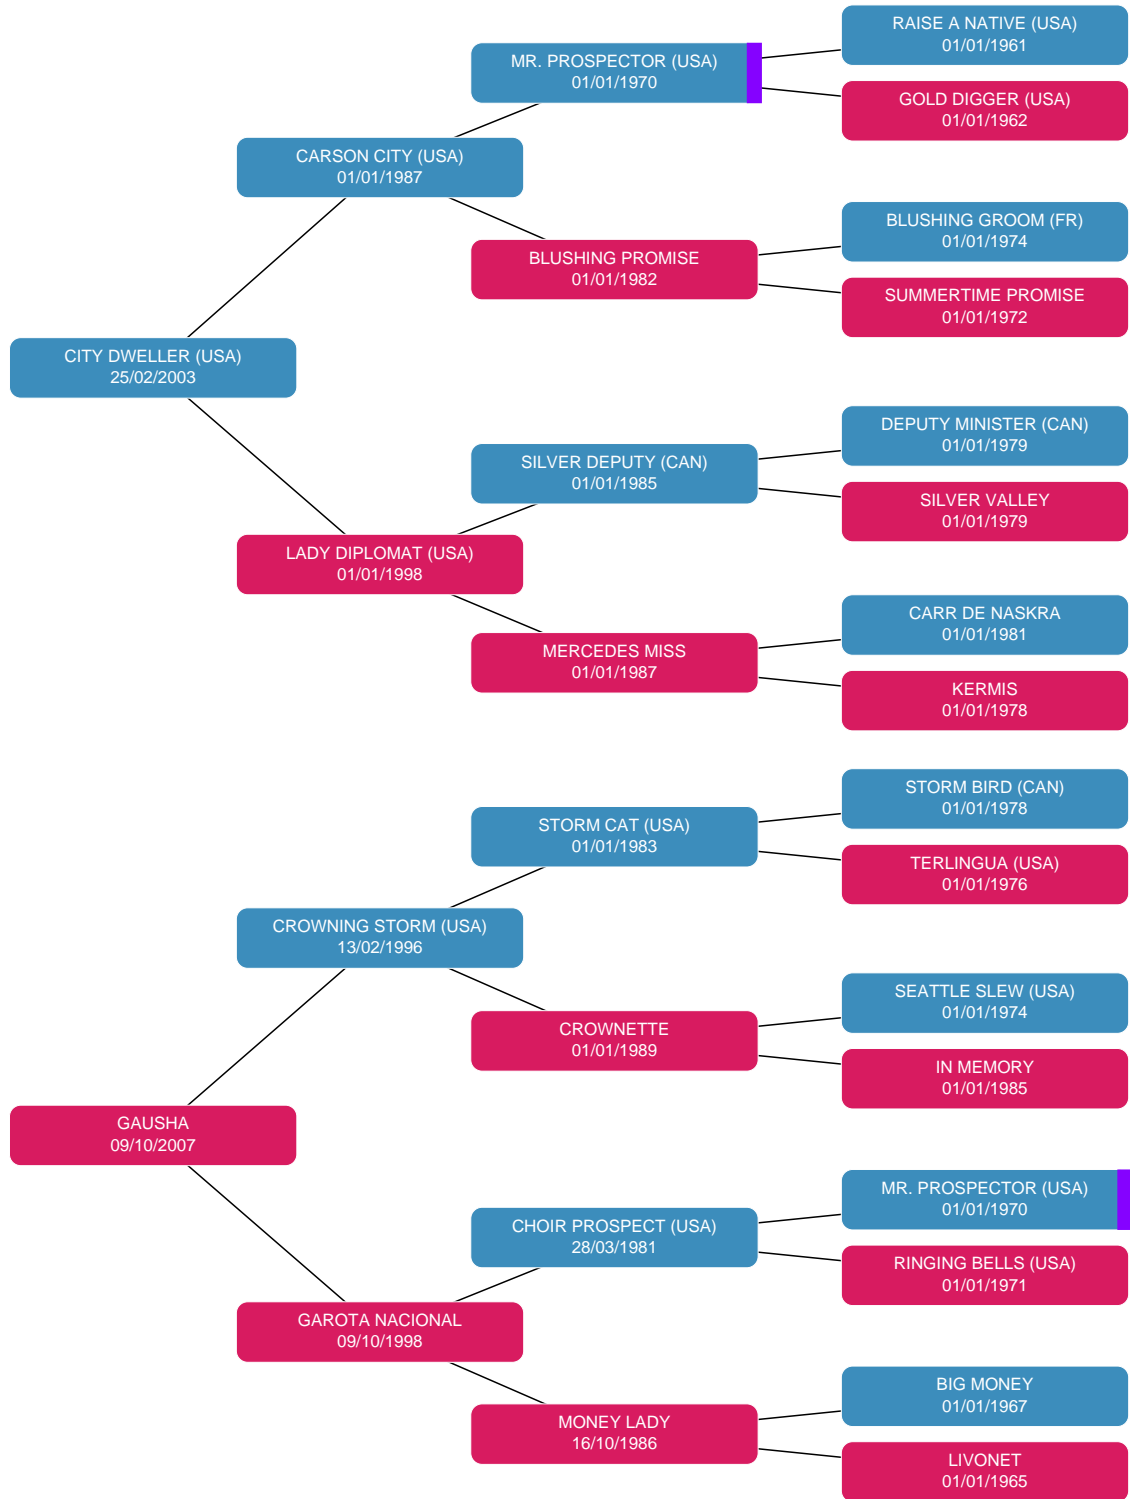 RAISE A NATIVE (USA)
01/01/1961
MR. PROSPECTOR (USA)
01/01/1970
GOLD DIGGER (USA)
01/01/1962
CARSON CITY (USA)
01/01/1987
BLUSHING GROOM (FR)
01/01/1974
BLUSHING PROMISE
01/01/1982
SUMMERTIME PROMISE
01/01/1972
CITY DWELLER (USA)
25/02/2003
DEPUTY MINISTER (CAN)
01/01/1979
SILVER DEPUTY (CAN)
01/01/1985
SILVER VALLEY
01/01/1979
LADY DIPLOMAT (USA)
01/01/1998
CARR DE NASKRA
01/01/1981
MERCEDES MISS
01/01/1987
KERMIS
01/01/1978
STORM BIRD (CAN)
01/01/1978
STORM CAT (USA)
01/01/1983
TERLINGUA (USA)
01/01/1976
CROWNING STORM (USA)
13/02/1996
SEATTLE SLEW (USA)
01/01/1974
CROWNETTE
01/01/1989
IN MEMORY
01/01/1985
GAUSHA
09/10/2007
MR. PROSPECTOR (USA)
01/01/1970
CHOIR PROSPECT (USA)
28/03/1981
RINGING BELLS (USA)
01/01/1971
GAROTA NACIONAL
09/10/1998
BIG MONEY
01/01/1967
MONEY LADY
16/10/1986
LIVONET
01/01/1965